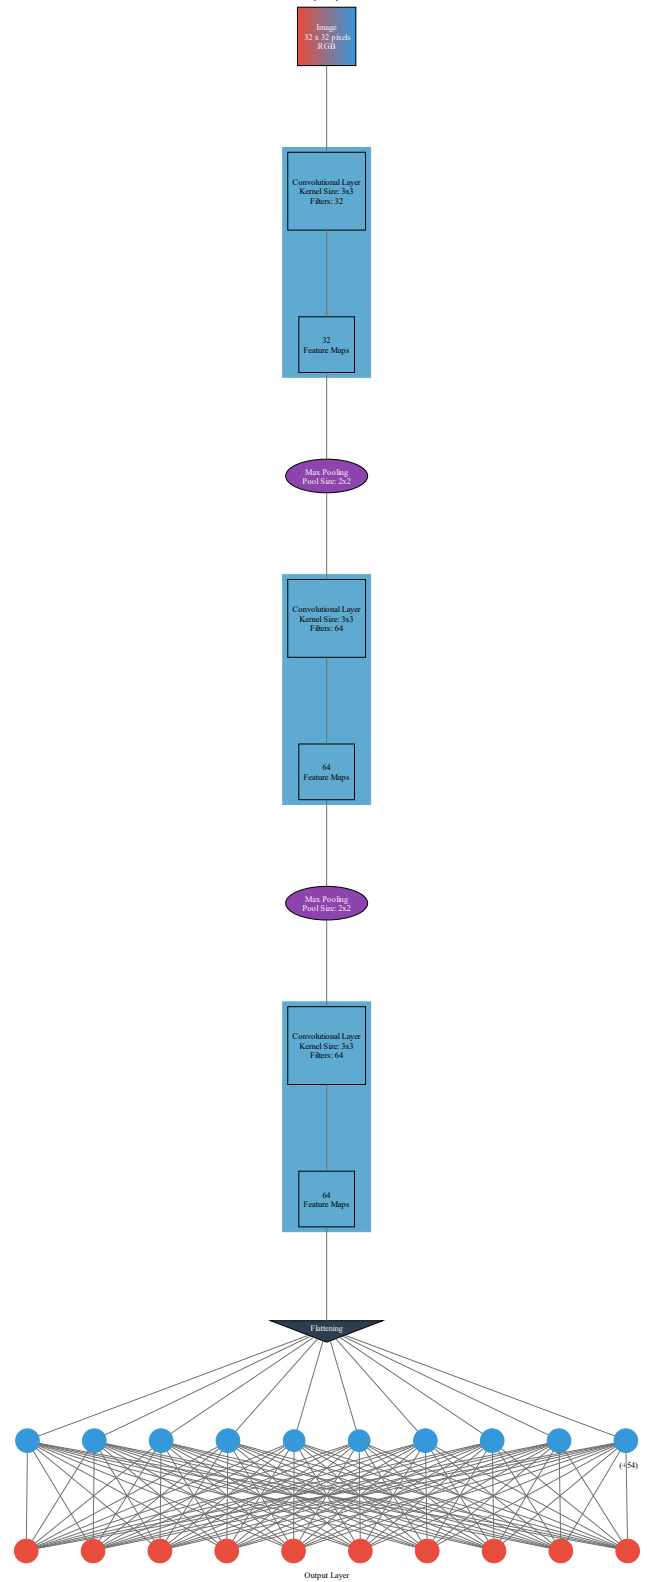 Image
32 x 32 pixels
RGB
Convolutional Layer
Kernel Size: 3x3
Filters: 32
32
Feature Maps
Max Pooling
Pool Size: 2x2
Convolutional Layer
Kernel Size: 3x3
Filters: 64
64
Feature Maps
Max Pooling
Pool Size: 2x2
Convolutional Layer
Kernel Size: 3x3
Filters: 64
64
Feature Maps
Flattening
(+54)
Output Layer